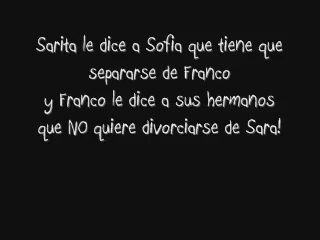 Sarita le dice a Sofia que tiene que
separarse de Franco
y Franco le dice a sus hermanos
que NO quiere divorciarse de Sara!